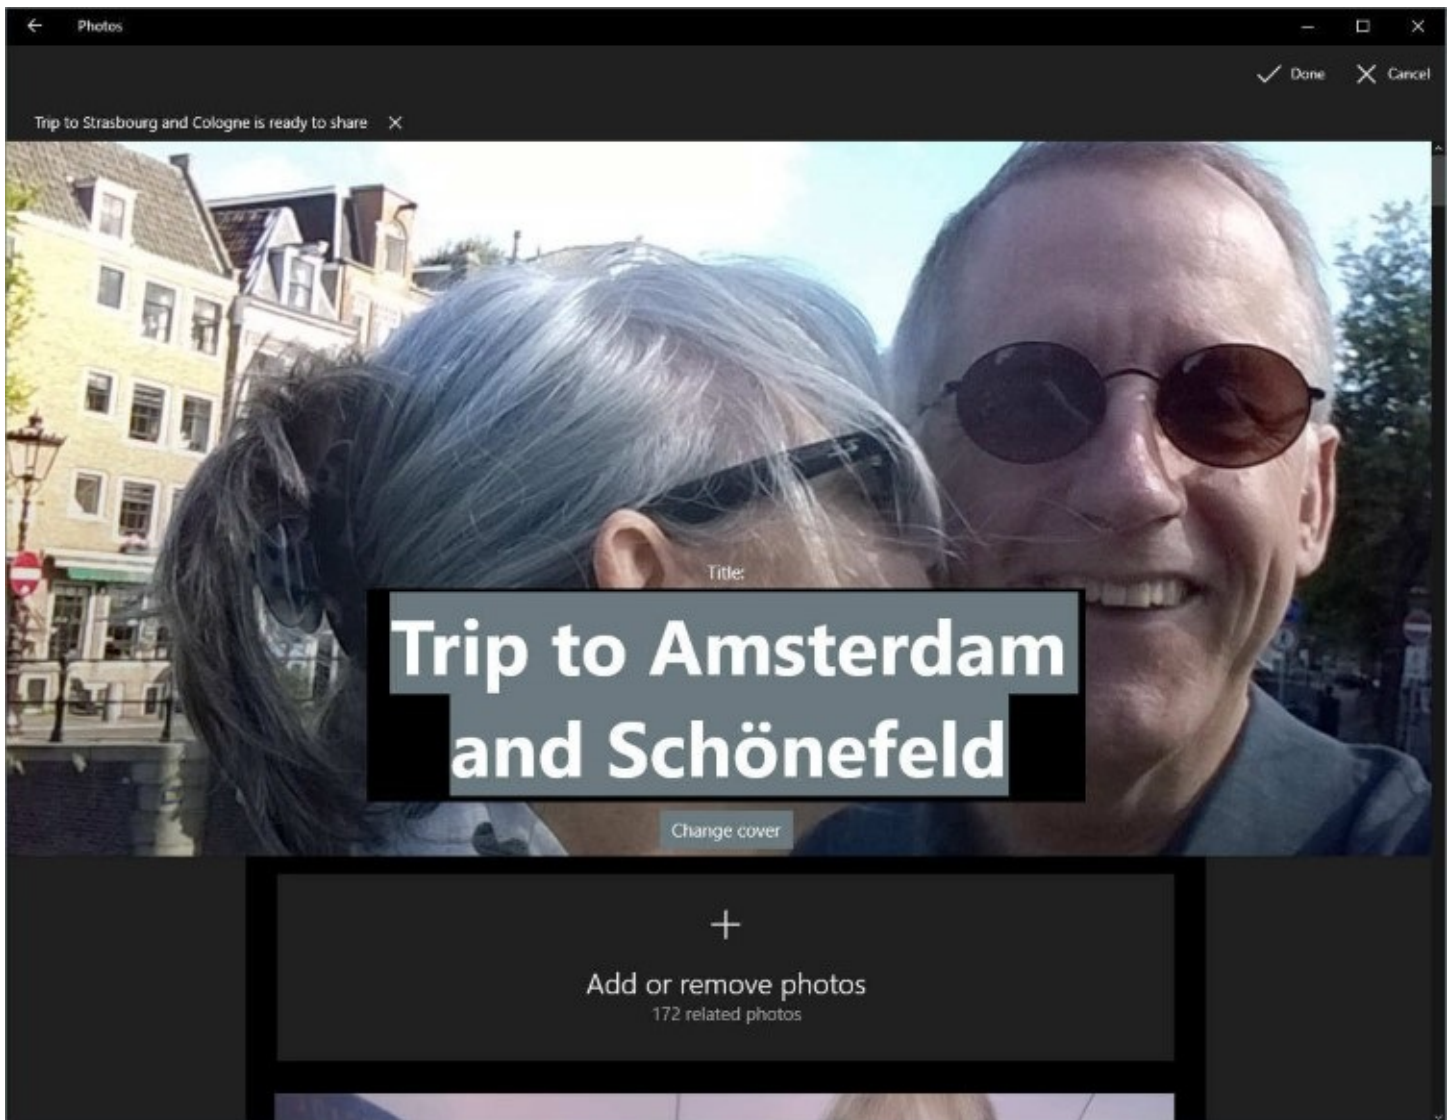 Photos
Done Cancel
Trip to Strasbourg and Cologne is ready to share
Title:
Trip to Amsterdam
and Schönefeld
Change cover
Add or remove photos
172 related photos